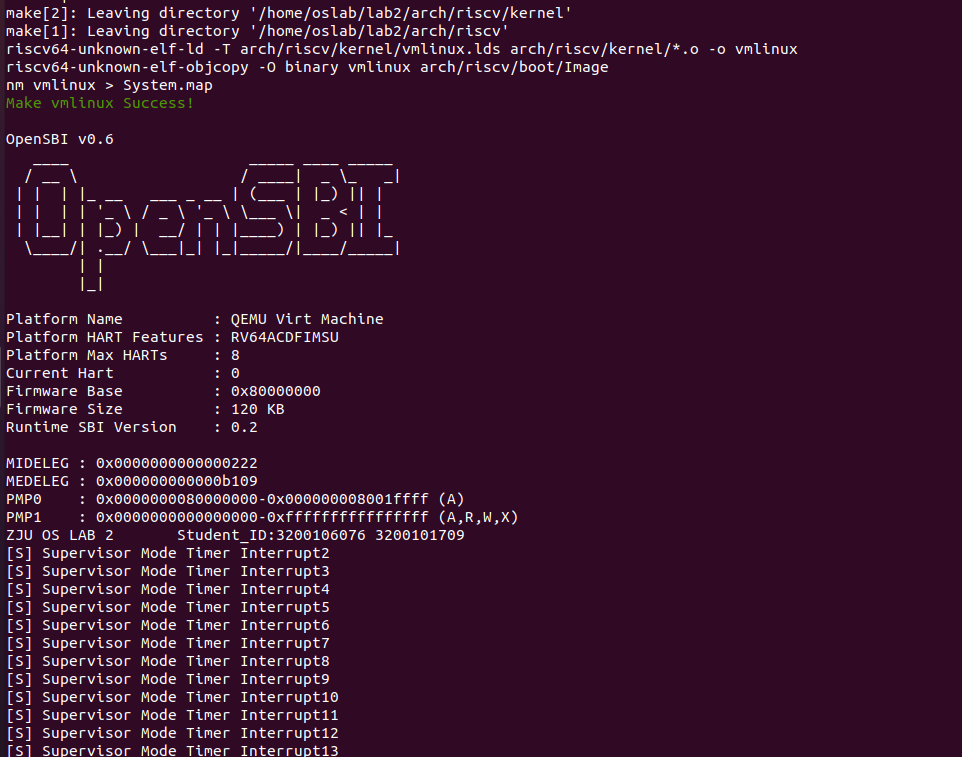 make[2]: Leaving directory '/home/oslab/lab2/arch/riscv/kernel'
make[1]: Leaving directory '/home/oslab/lab2/arch/riscv'
riscv64-unknown-elf-ld -T arch/riscv/kernel/vmlinux.lds arch/riscv/kernel/*.o -o vmlinux
riscv64-unknown-elf-objcopy -O binary vmlinux arch/riscv/boot/Image
nm vmlinux > System.map
Make vmlinux Success!
OpenSBI v0.6
   ____                    _____ ____ _____
  / __ \                  / ____|  _ \_   _|
 | |  | |_ __   ___ _ __ | (___ | |_) || |
 | |  | | '_ \ / _ \ '_ \ \___ \|  _ < | |
 | |__| | |_) |  __/ | | |____) | |_) || |_
  \____/| .__/ \___|_| |_|_____/|____/_____|
        | |
        |_|
Platform Name          : QEMU Virt Machine
Platform HART Features : RV64ACDFIMSU
Platform Max HARTs     : 8
Current Hart           : 0
Firmware Base          : 0x80000000
Firmware Size          : 120 KB
Runtime SBI Version    : 0.2
MIDELEG : 0x0000000000000222
MEDELEG : 0x000000000000b109
PMP0    : 0x0000000080000000-0x000000008001ffff (A)
PMP1    : 0x0000000000000000-0xffffffffffffffff (A,R,W,X)
ZJU OS LAB 2       Student_ID:3200106076 3200101709
[S] Supervisor Mode Timer Interrupt2
[S] Supervisor Mode Timer Interrupt3
[S] Supervisor Mode Timer Interrupt4
[S] Supervisor Mode Timer Interrupt5
[S] Supervisor Mode Timer Interrupt6
[S] Supervisor Mode Timer Interrupt7
[S] Supervisor Mode Timer Interrupt8
[S] Supervisor Mode Timer Interrupt9
[S] Supervisor Mode Timer Interrupt10
[S] Supervisor Mode Timer Interrupt11
[S] Supervisor Mode Timer Interrupt12
[S] Supervisor Mode Timer Interrupt13